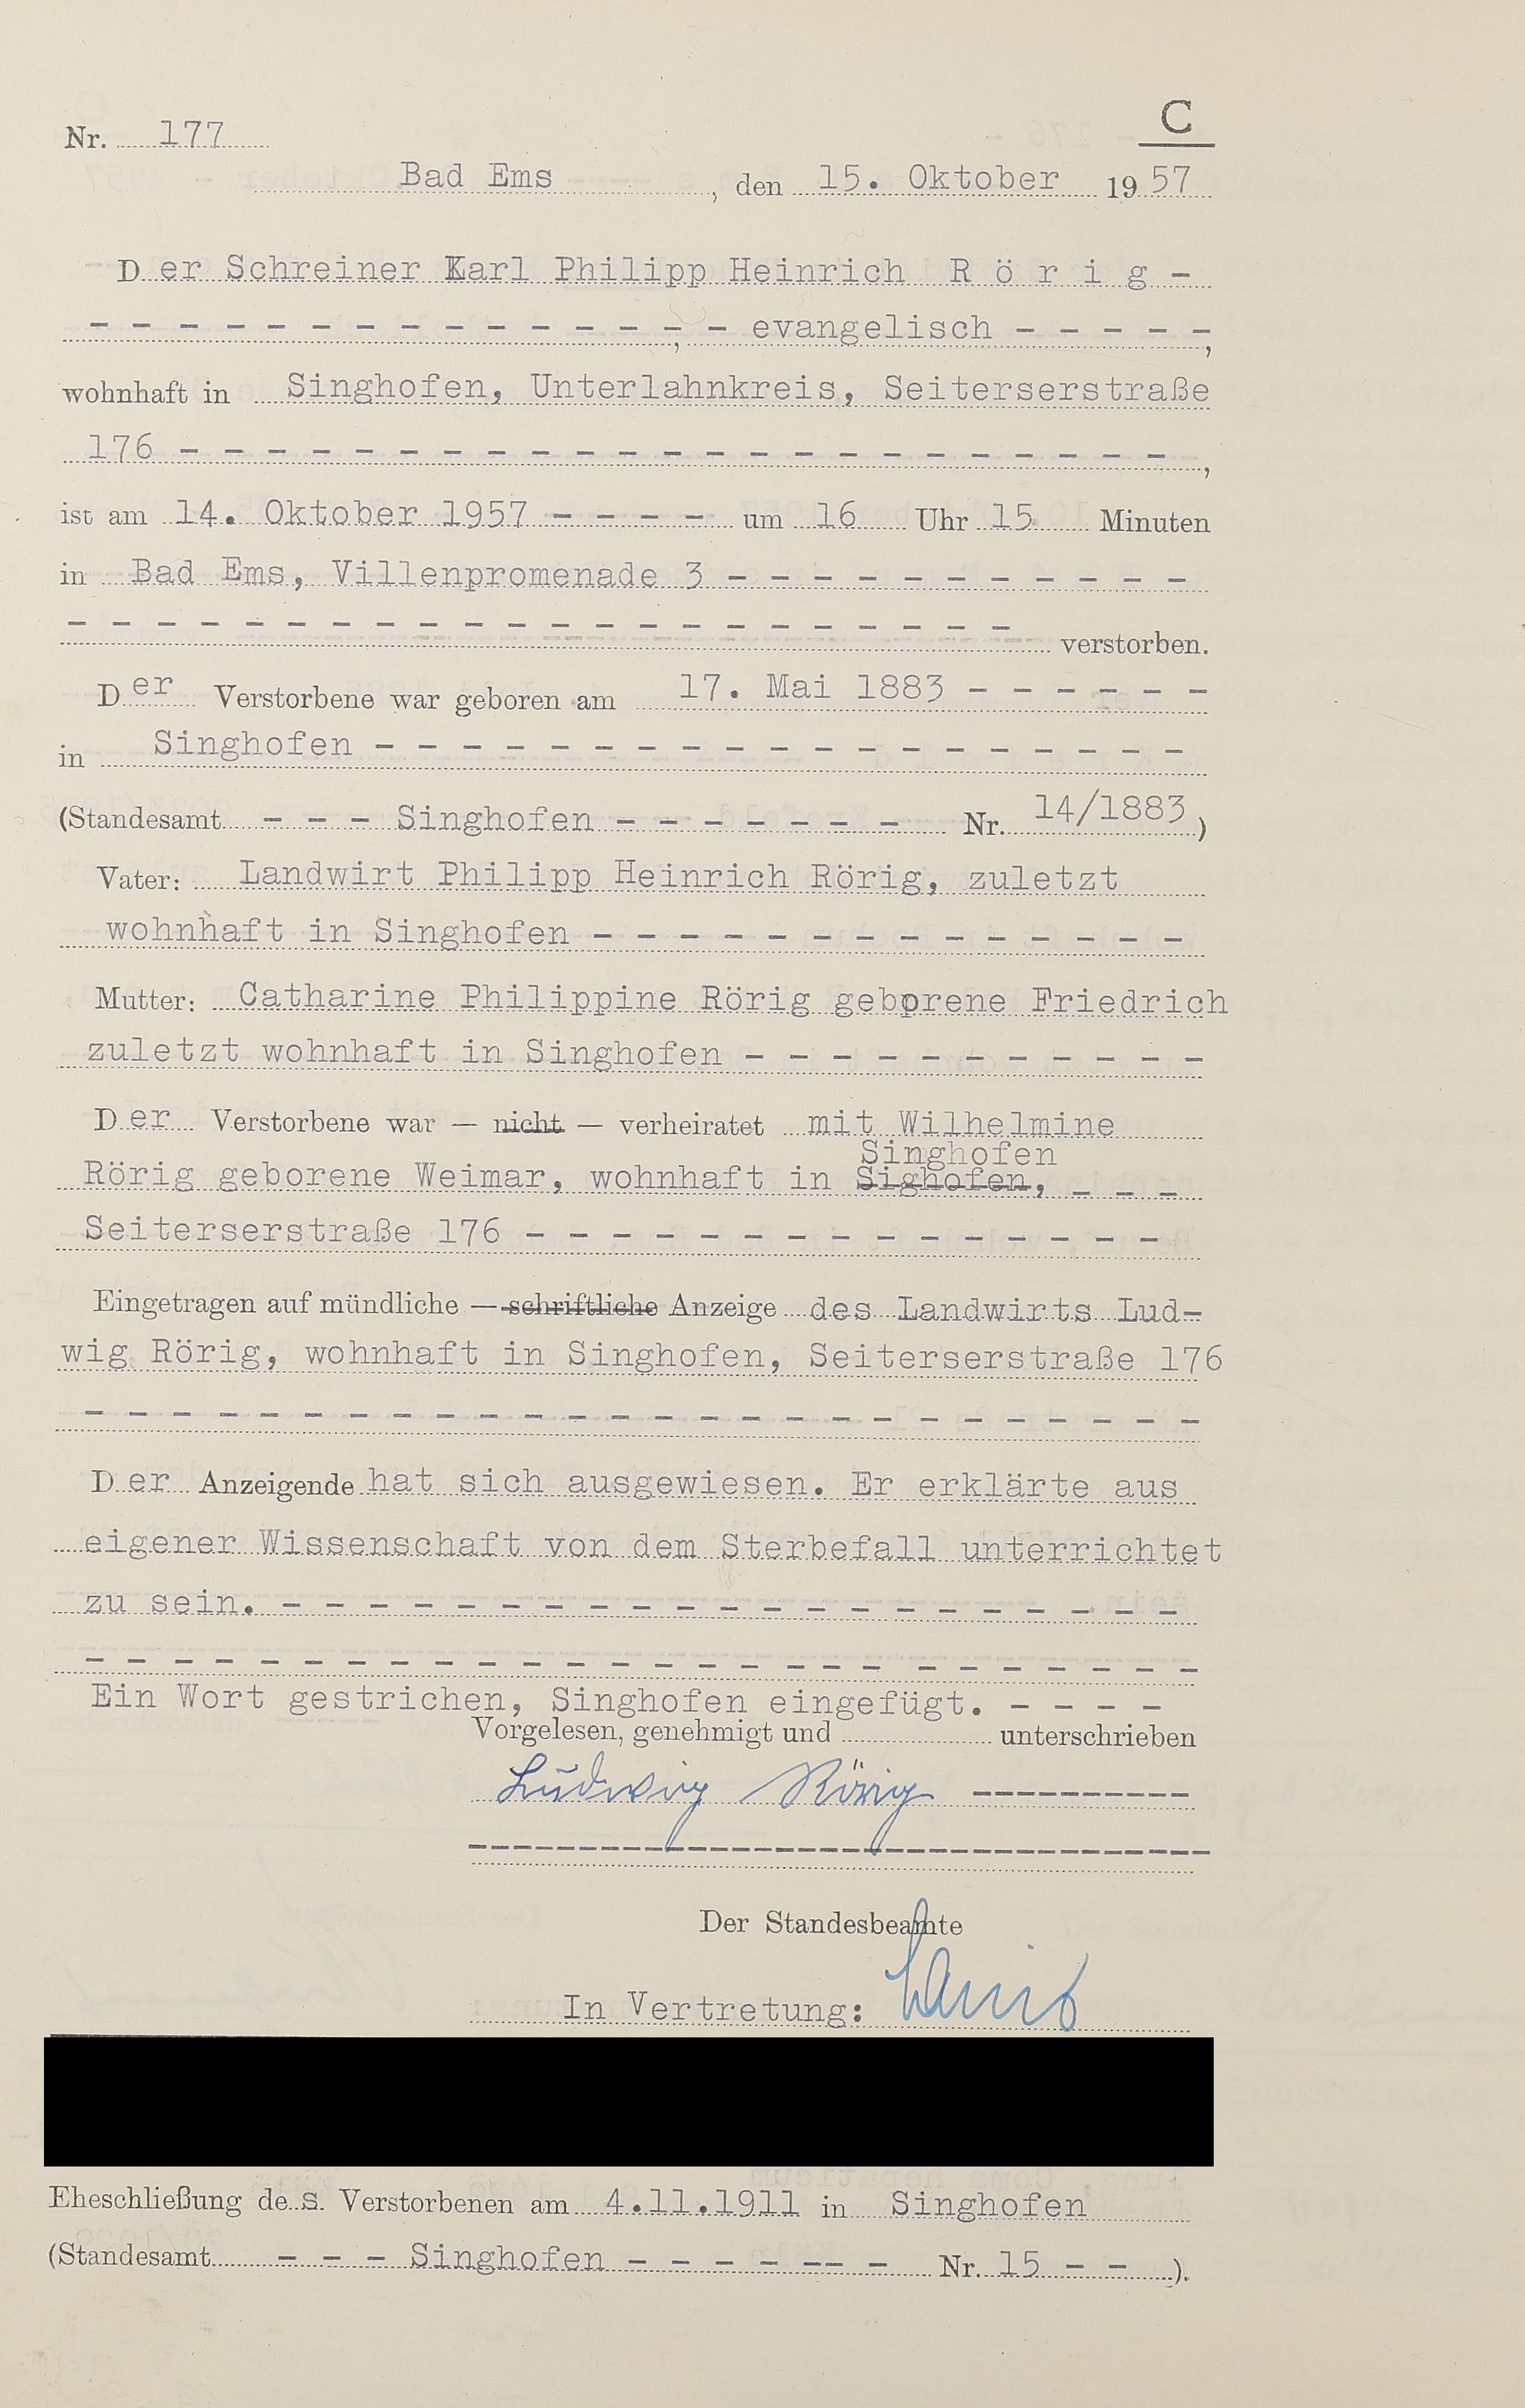 C
Nr. 177
Bad Ems , den 15. Oktober 19 57
Der Schreiner Karl Philipp Heinrich R ö r i g -
- - - - - - - - - - - - - - - , evangelisch - - - - - ,
wohnhaft in Singhofen, Unterlahnkreis, Seiterserstraße
176 - - - - - - - - - - - - - - - - - - - - - - - ,
ist am 14. Oktober 1957 - - - - um 16 Uhr 15 Minuten
in Bad Ems, Villenpromenade 3 - - - - - - - - - - -
- - - - - - - - - - - - - - - - - - - - - - verstorben.
Der Verstorbene war geboren am 17. Mai 1883 - - - - - -
in Singhofen - - - - - - - - - - - - - - - - - - -
(Standesamt - - - Singhofen - - - - - - - Nr. 14/1883 )
Vater: Landwirt Philipp Heinrich Rörig, zuletzt
wohnhaft in Singhofen - - - - - - - - - - - - - -
Mutter: Catharine Philippine Rörig geborene Friedrich
zuletzt wohnhaft in Singhofen - - - - - - - - - - -
Der Verstorbene war — nicht — verheiratet mit Wilhelmine
Singhofen
Rörig geborene Weimar, wohnhaft in Sighofen, - - -
Seiterserstraße 176 - - - - - - - - - - - - - - -
Eingetragen auf mündliche — schriftliche Anzeige des Landwirts Lud-
wig Rörig, wohnhaft in Singhofen, Seiterserstraße 176
- - - - - - - - - - - - - - - - - - - - - - - - - -
Der Anzeigende hat sich ausgewiesen. Er erklärte aus
eigener Wissenschaft von dem Sterbefall unterrichtet
zu sein. - - - - - - - - - - - - - - - - - - - - -
- - - - - - - - - - - - - - - - - - - - - - - - - -
Ein Wort gestrichen, Singhofen eingefügt. - - - -
Vorgelesen, genehmigt und unterschrieben
Ludwig Rörig ----------
----------------------------------
Der Standesbeamte
In Vertretung:
Eheschließung des Verstorbenen am 4.11.1911 in Singhofen
(Standesamt - - - Singhofen - - - - -- - Nr. 15 - - ).